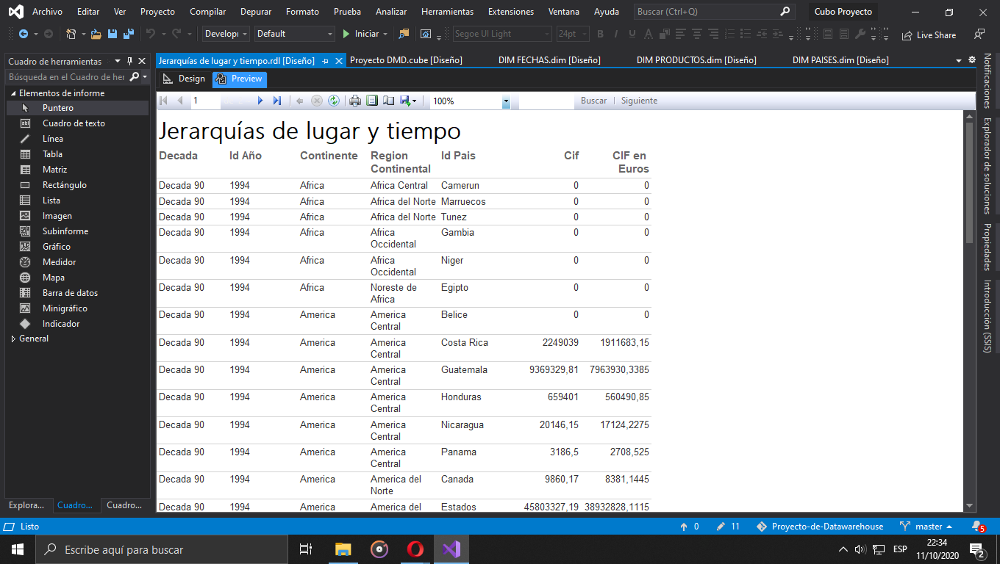 Archivo Editar Ver Proyecto Compilar Depurar Formato Prueba Analizar Herramientas Extensiones Ventana Ayuda Buscar (Ctrl+Q) Cubo Proyecto
Developi Default Iniciar Segoe UI Light 24pt Live Share
Cuadro de herramientas
Búsqueda en el Cuadro de her
Elementos de informe
Puntero
Cuadro de texto
Línea
Tabla
Matriz
Rectángulo
Lista
Imagen
Subinforme
Gráfico
Medidor
Mapa
Barra de datos
Minigráfico
Indicador
General
Explora... Cuadro... Cuadro...
Jerarquías de lugar y tiempo.rdl [Diseño] Proyecto DMD.cube [Diseño] DIM FECHAS.dim [Diseño] DIM PRODUCTOS.dim [Diseño] DIM PAISES.dim [Diseño]
Design Preview
1 100% Buscar Siguiente
Jerarquías de lugar y tiempo
Decada Id Año Continente Region Id Pais Cif CIF en
Continental Euros
Decada 90 1994 Africa Africa Central Camerun 0 0
Decada 90 1994 Africa Africa del Norte Marruecos 0 0
Decada 90 1994 Africa Africa del Norte Tunez 0 0
Decada 90 1994 Africa Africa Gambia 0 0
Occidental
Decada 90 1994 Africa Africa Niger 0 0
Occidental
Decada 90 1994 Africa Noreste de Egipto 0 0
Africa
Decada 90 1994 America America Belice 0 0
Central
Decada 90 1994 America America Costa Rica 2249039 1911683,15
Central
Decada 90 1994 America America Guatemala 9369329,81 7963930,3385
Central
Decada 90 1994 America America Honduras 659401 560490,85
Central
Decada 90 1994 America America Nicaragua 20146,15 17124,2275
Central
Decada 90 1994 America America Panama 3186,5 2708,525
Central
Decada 90 1994 America America del Canada 9860,17 8381,1445
Norte
Decada 90 1994 America America del Estados 45803327,19 38932828,1115
Notificaciones
Explorador de soluciones
Propiedades
Introducción (SSIS)
Listo 0 11 Proyecto-de-Datawarehouse master 5
Escribe aquí para buscar ESP 22:34
11/10/2020 2